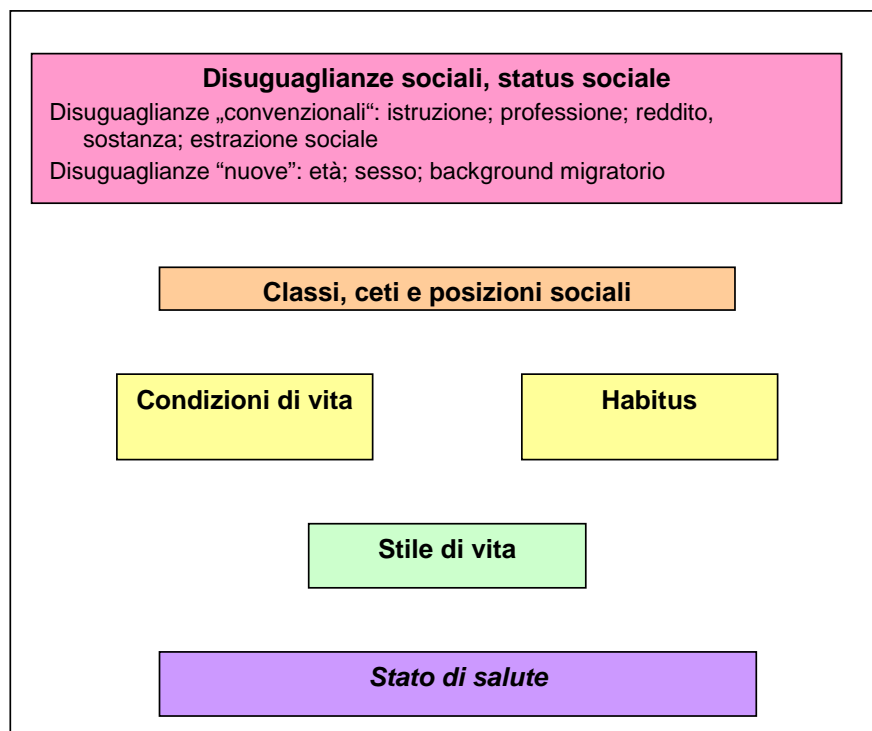 Disuguaglianze sociali, status sociale
Disuguaglianze „convenzionali“: istruzione; professione; reddito,
sostanza; estrazione sociale
Disuguaglianze “nuove”: età; sesso; background migratorio
Classi, ceti e posizioni sociali
Condizioni di vita
Habitus
Stile di vita
Stato di salute